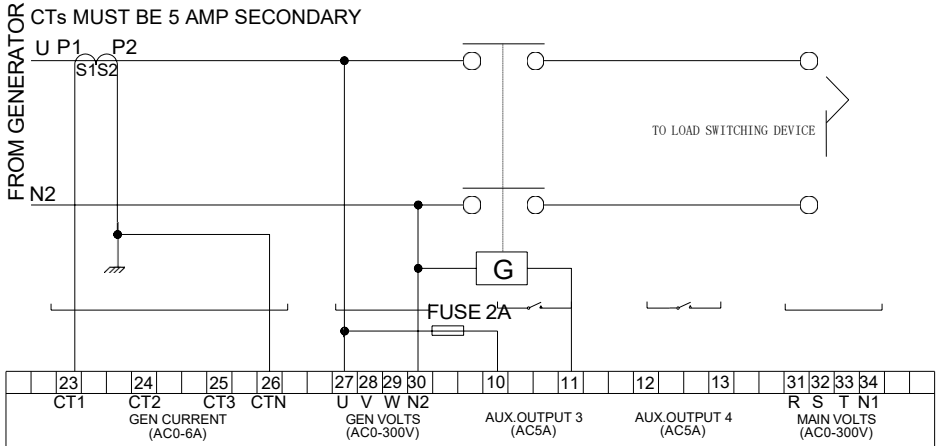 CTs MUST BE 5 AMP SECONDARY
FROM GENERATOR
U P1 P2
S1S2
TO LOAD SWITCHING DEVICE
N2
G
FUSE 2A
23 24 25 26 27 28 29 30 10 11 12 13 31 32 33 34
CT1 CT2 CT3 CTN U V W N2 R S T N1
GEN CURRENT
(AC0-6A)
GEN VOLTS
(AC0-300V)
AUX.OUTPUT 3
(AC5A)
AUX.OUTPUT 4
(AC5A)
MAIN VOLTS
(AC0-300V)